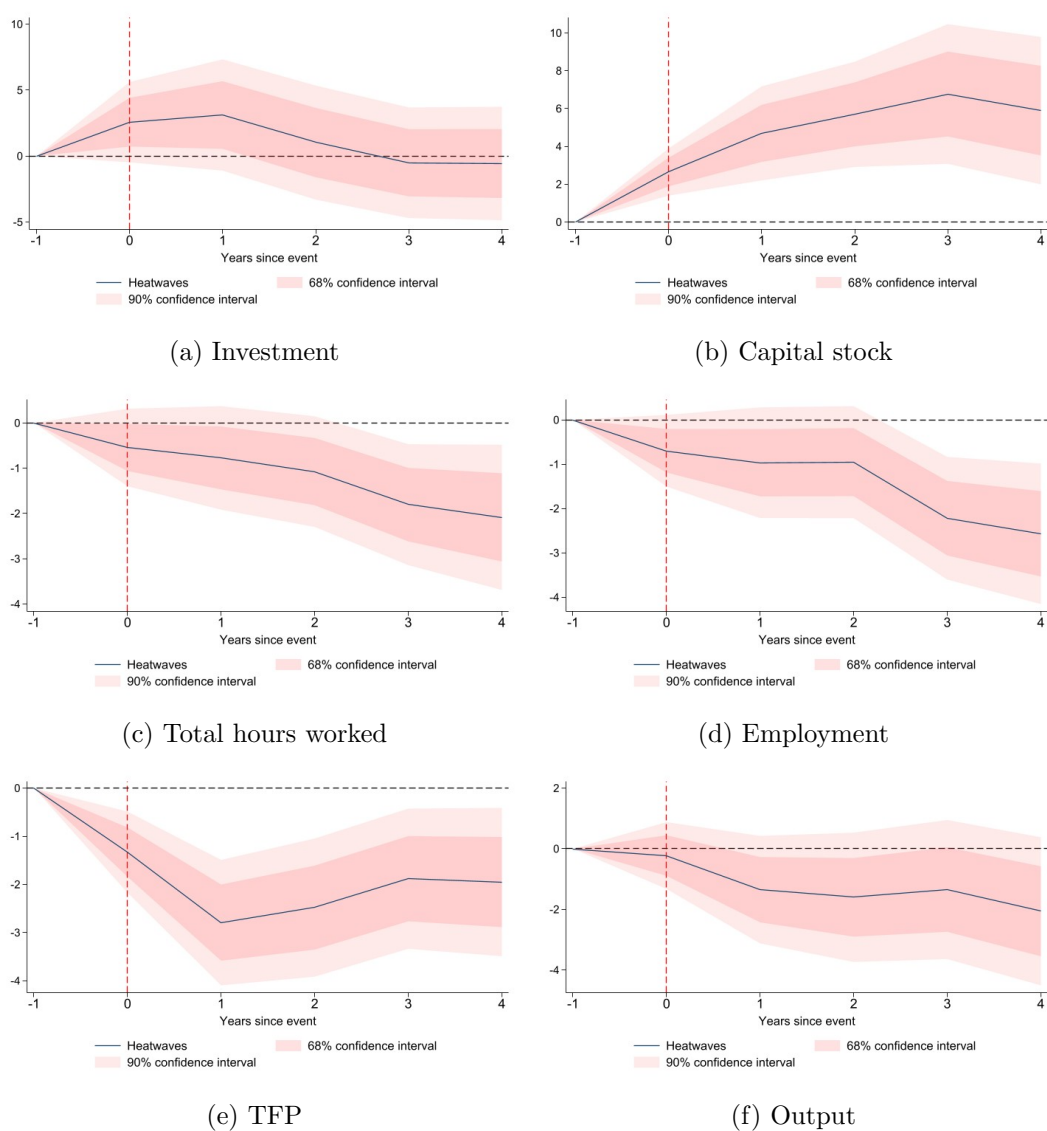 10
5
0
-5
-1 0 1 2 3 4
Years since event
Heatwaves 68% confidence interval
90% confidence interval
(a) Investment
10
8
6
4
2
0
-1 0 1 2 3 4
Years since event
Heatwaves 68% confidence interval
90% confidence interval
(b) Capital stock
0
-1
-2
-3
-4
-1 0 1 2 3 4
Years since event
Heatwaves 68% confidence interval
90% confidence interval
(c) Total hours worked
0
-1
-2
-3
-4
-1 0 1 2 3 4
Years since event
Heatwaves 68% confidence interval
90% confidence interval
(d) Employment
0
-1
-2
-3
-4
-1 0 1 2 3 4
Years since event
Heatwaves 68% confidence interval
90% confidence interval
(e) TFP
2
0
-2
-4
-1 0 1 2 3 4
Years since event
Heatwaves 68% confidence interval
90% confidence interval
(f) Output